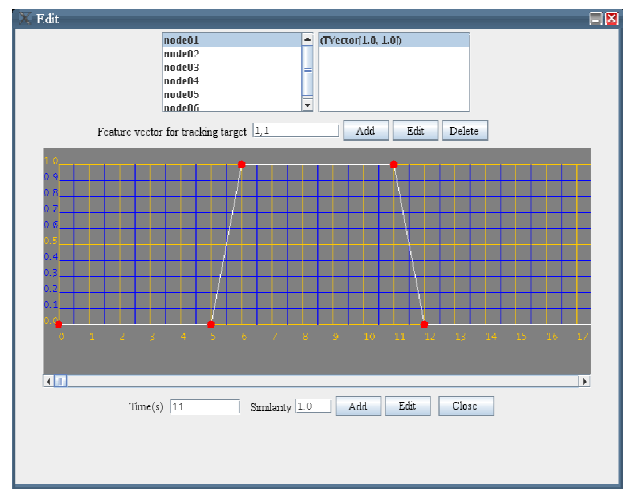 Edit
node01
node02
node03
node04
node05
node06
(TVector[1.0, 1.0])
Feature vector for tracking target 1,1 Add Edit Delete
1.0
0.9
0.8
0.7
0.6
0.5
0.4
0.3
0.2
0.1
0.0
0 1 2 3 4 5 6 7 8 9 10 11 12 13 14 15 16 17
Time(s) 11 Similarity 1.0 Add Edit Close